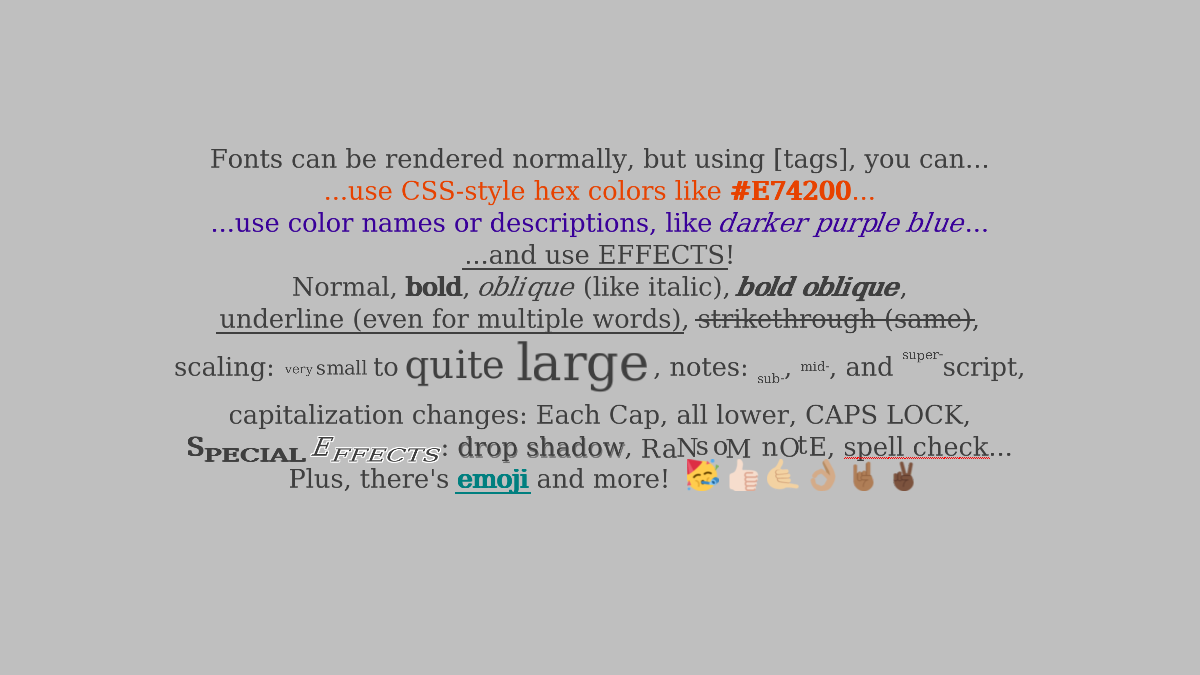 Fonts can be rendered normally, but using [tags], you can...
...use CSS-style hex colors like #E74200...
...use color names or descriptions, like darker purple blue...
...and use EFFECTS!
Normal, bold, oblique (like italic), bold oblique,
underline (even for multiple words), strikethrough (same),
scaling: very small to quite large, notes: sub-, mid-, and super-script,
capitalization changes: Each Cap, all lower, CAPS LOCK,
SPECIAL EFFECTS: drop shadow, RaNsoM nOtE, spell check...
Plus, there's emoji and more! 🥳👍🏻🤙🏼👌🏽🤘🏾✌🏿